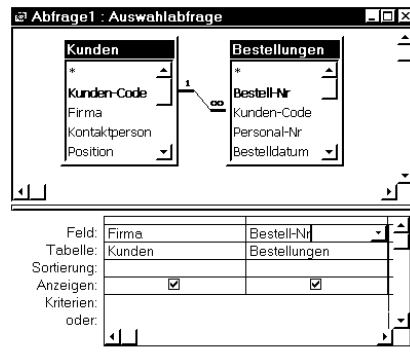 Abfrage1 : Auswahlabfrage
Kunden
*
Kunden-Code
Firma
Kontaktperson
Position
1
∞
Bestellungen
*
Bestell-Nr
Kunden-Code
Personal-Nr
Bestelldatum
Feld: Firma Bestell-Nr
Tabelle: Kunden Bestellungen
Sortierung:
Anzeigen:
Kriterien:
oder: